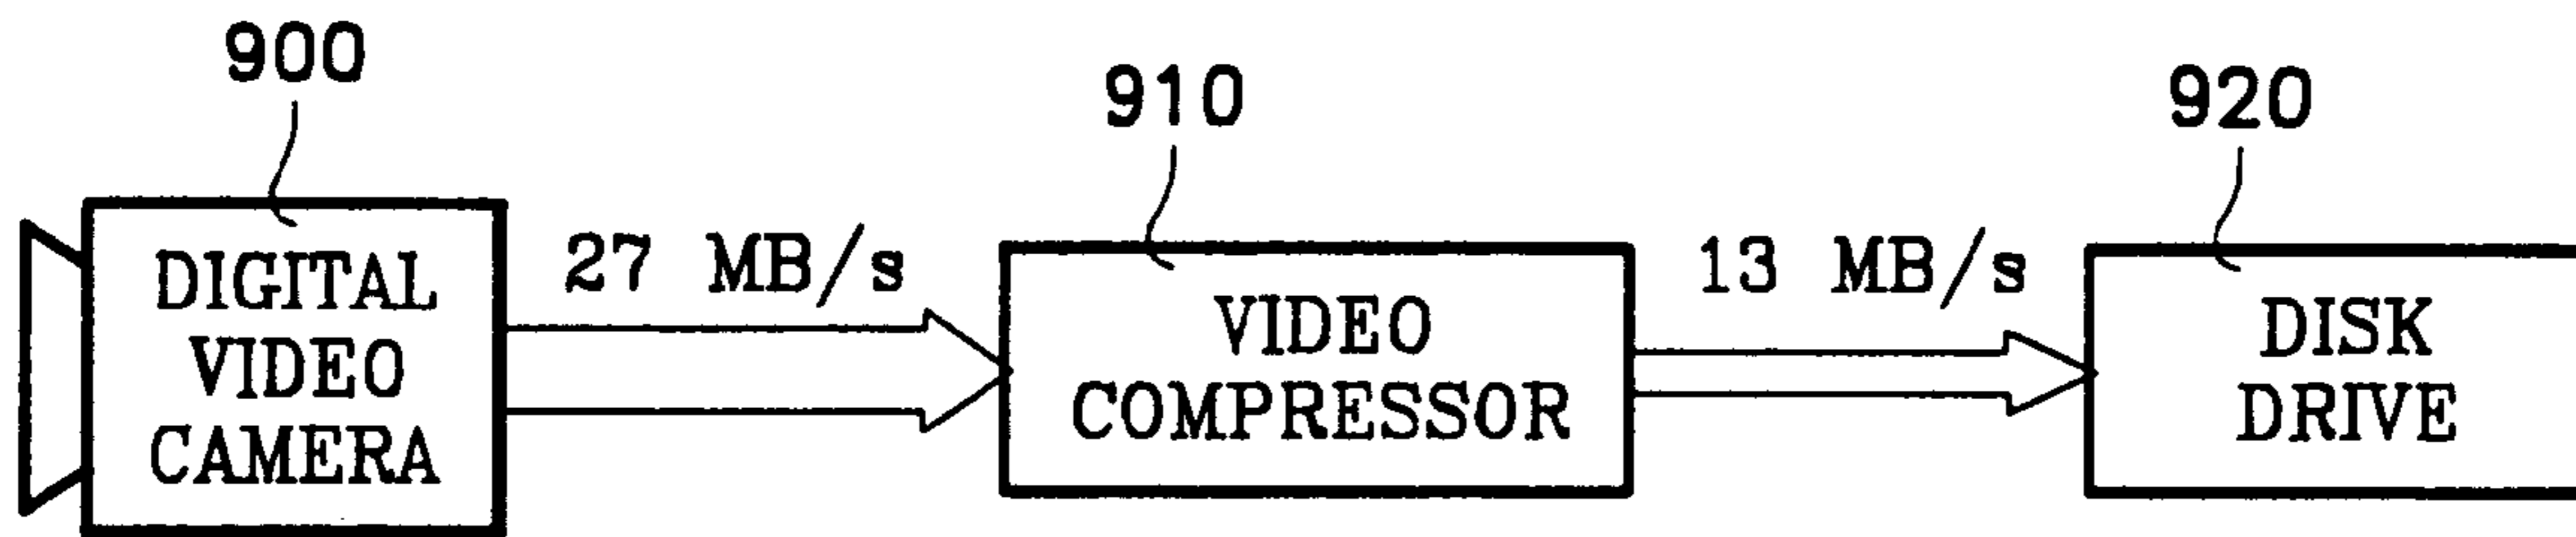 900
910
920
DIGITAL
VIDEO
CAMERA
27 MB/s
VIDEO
COMPRESSOR
13 MB/s
DISK
DRIVE